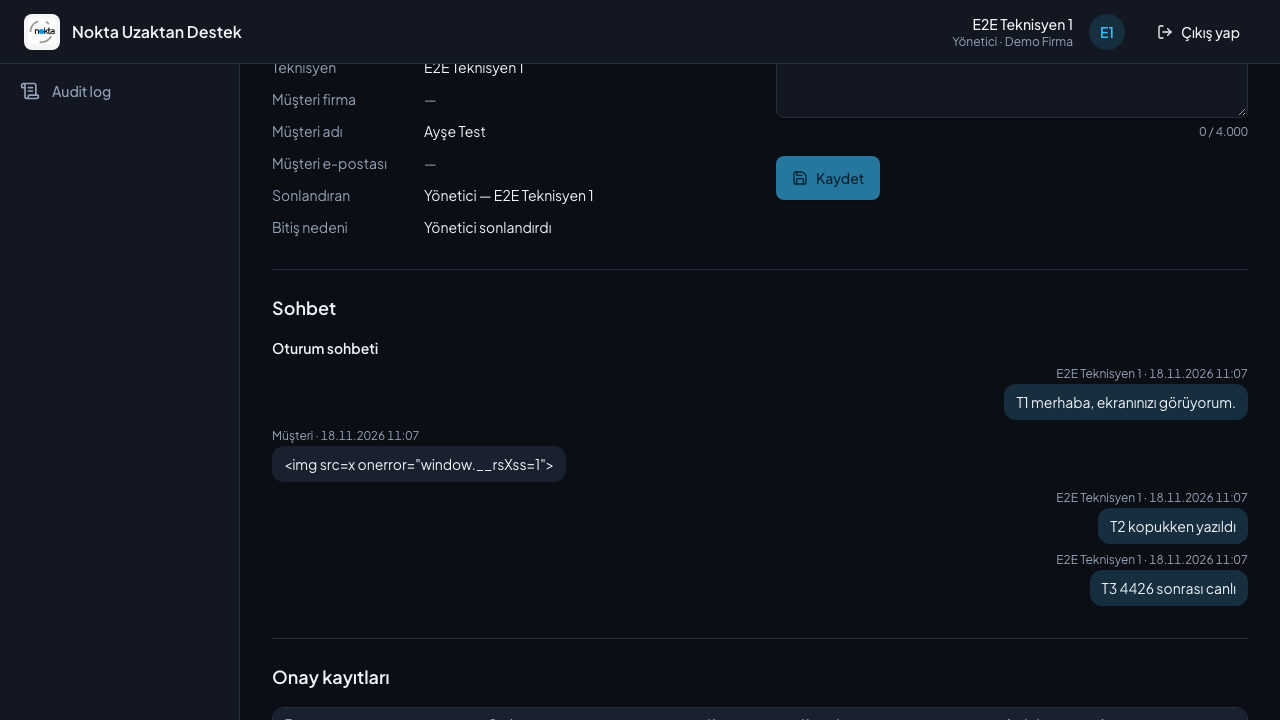 nokta
Nokta Uzaktan Destek
E2E Teknisyen 1
Yönetici · Demo Firma
E1
Çıkış yap
Audit log
Teknisyen
E2E Teknisyen 1
Müşteri firma
—
Müşteri adı
Ayşe Test
Müşteri e-postası
—
Sonlandıran
Yönetici — E2E Teknisyen 1
Bitiş nedeni
Yönetici sonlandırdı
0 / 4.000
Kaydet
Sohbet
Oturum sohbeti
E2E Teknisyen 1 · 18.11.2026 11:07
T1 merhaba, ekranınızı görüyorum.
Müşteri · 18.11.2026 11:07
<img src=x onerror="window.__rsXss=1">
E2E Teknisyen 1 · 18.11.2026 11:07
T2 kopukken yazıldı
E2E Teknisyen 1 · 18.11.2026 11:07
T3 4426 sonrası canlı
Onay kayıtları